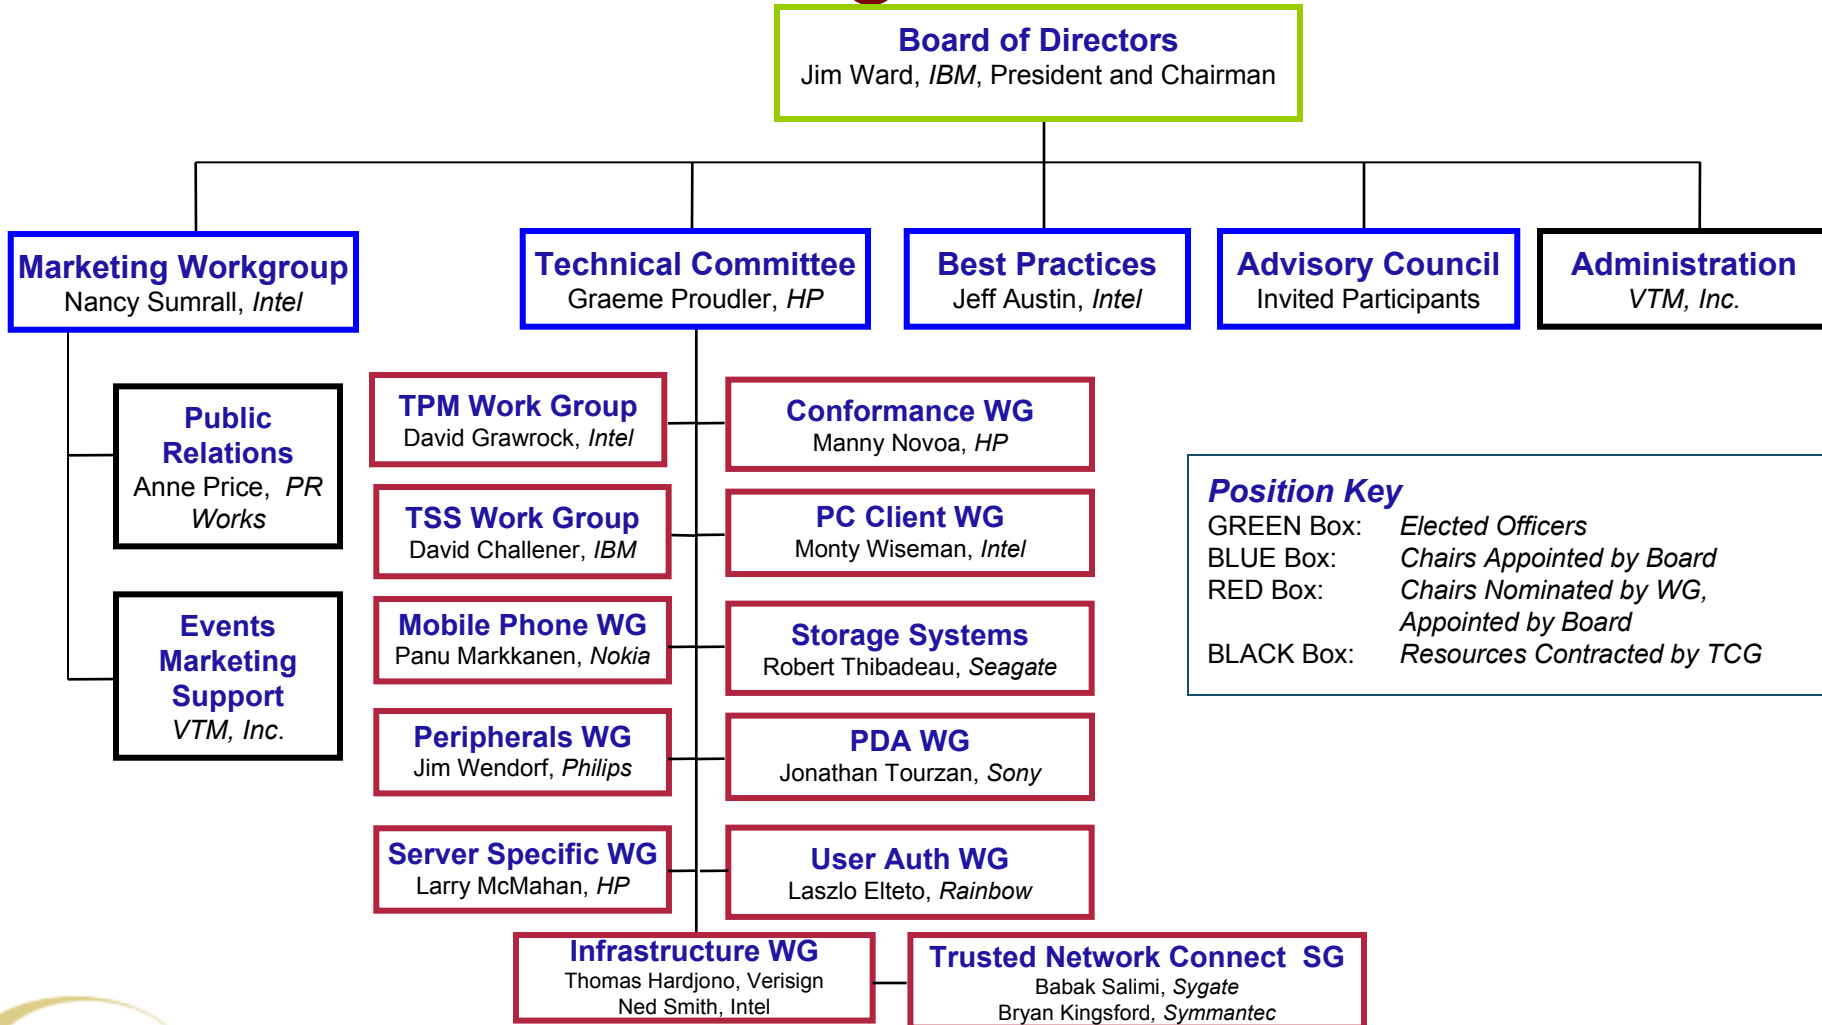 Board of Directors
Jim Ward, IBM, President and Chairman
Marketing Workgroup
Nancy Sumrall, Intel
Technical Committee
Graeme Proudler, HP
Best Practices
Jeff Austin, Intel
Advisory Council
Invited Participants
Administration
VTM, Inc.
Public
Relations
Anne Price, PR
Works
Events
Marketing
Support
VTM, Inc.
TPM Work Group
David Grawrock, Intel
Conformance WG
Manny Novoa, HP
TSS Work Group
David Challener, IBM
PC Client WG
Monty Wiseman, Intel
Mobile Phone WG
Panu Markkanen, Nokia
Storage Systems
Robert Thibadeau, Seagate
Peripherals WG
Jim Wendorf, Philips
PDA WG
Jonathan Tourzan, Sony
Server Specific WG
Larry McMahan, HP
User Auth WG
Laszlo Elteto, Rainbow
Infrastructure WG
Thomas Hardjono, Verisign
Ned Smith, Intel
Trusted Network Connect SG
Babak Salimi, Sygate
Bryan Kingsford, Symmantec
Position Key
GREEN Box: Elected Officers
BLUE Box: Chairs Appointed by Board
RED Box: Chairs Nominated by WG,
Appointed by Board
BLACK Box: Resources Contracted by TCG